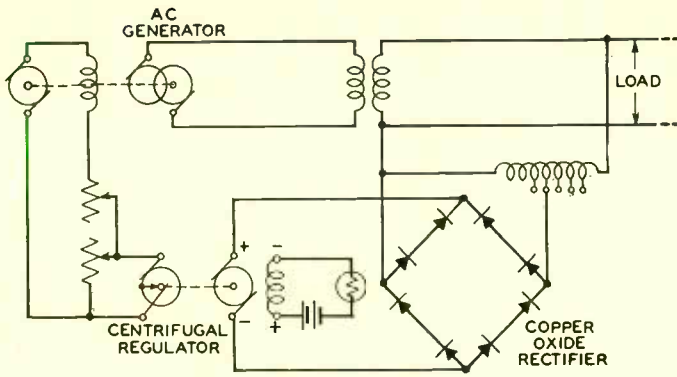 AC
GENERATOR
LOAD
+
-
-
+
CENTRIFUGAL
REGULATOR
COPPER
OXIDE
RECTIFIER